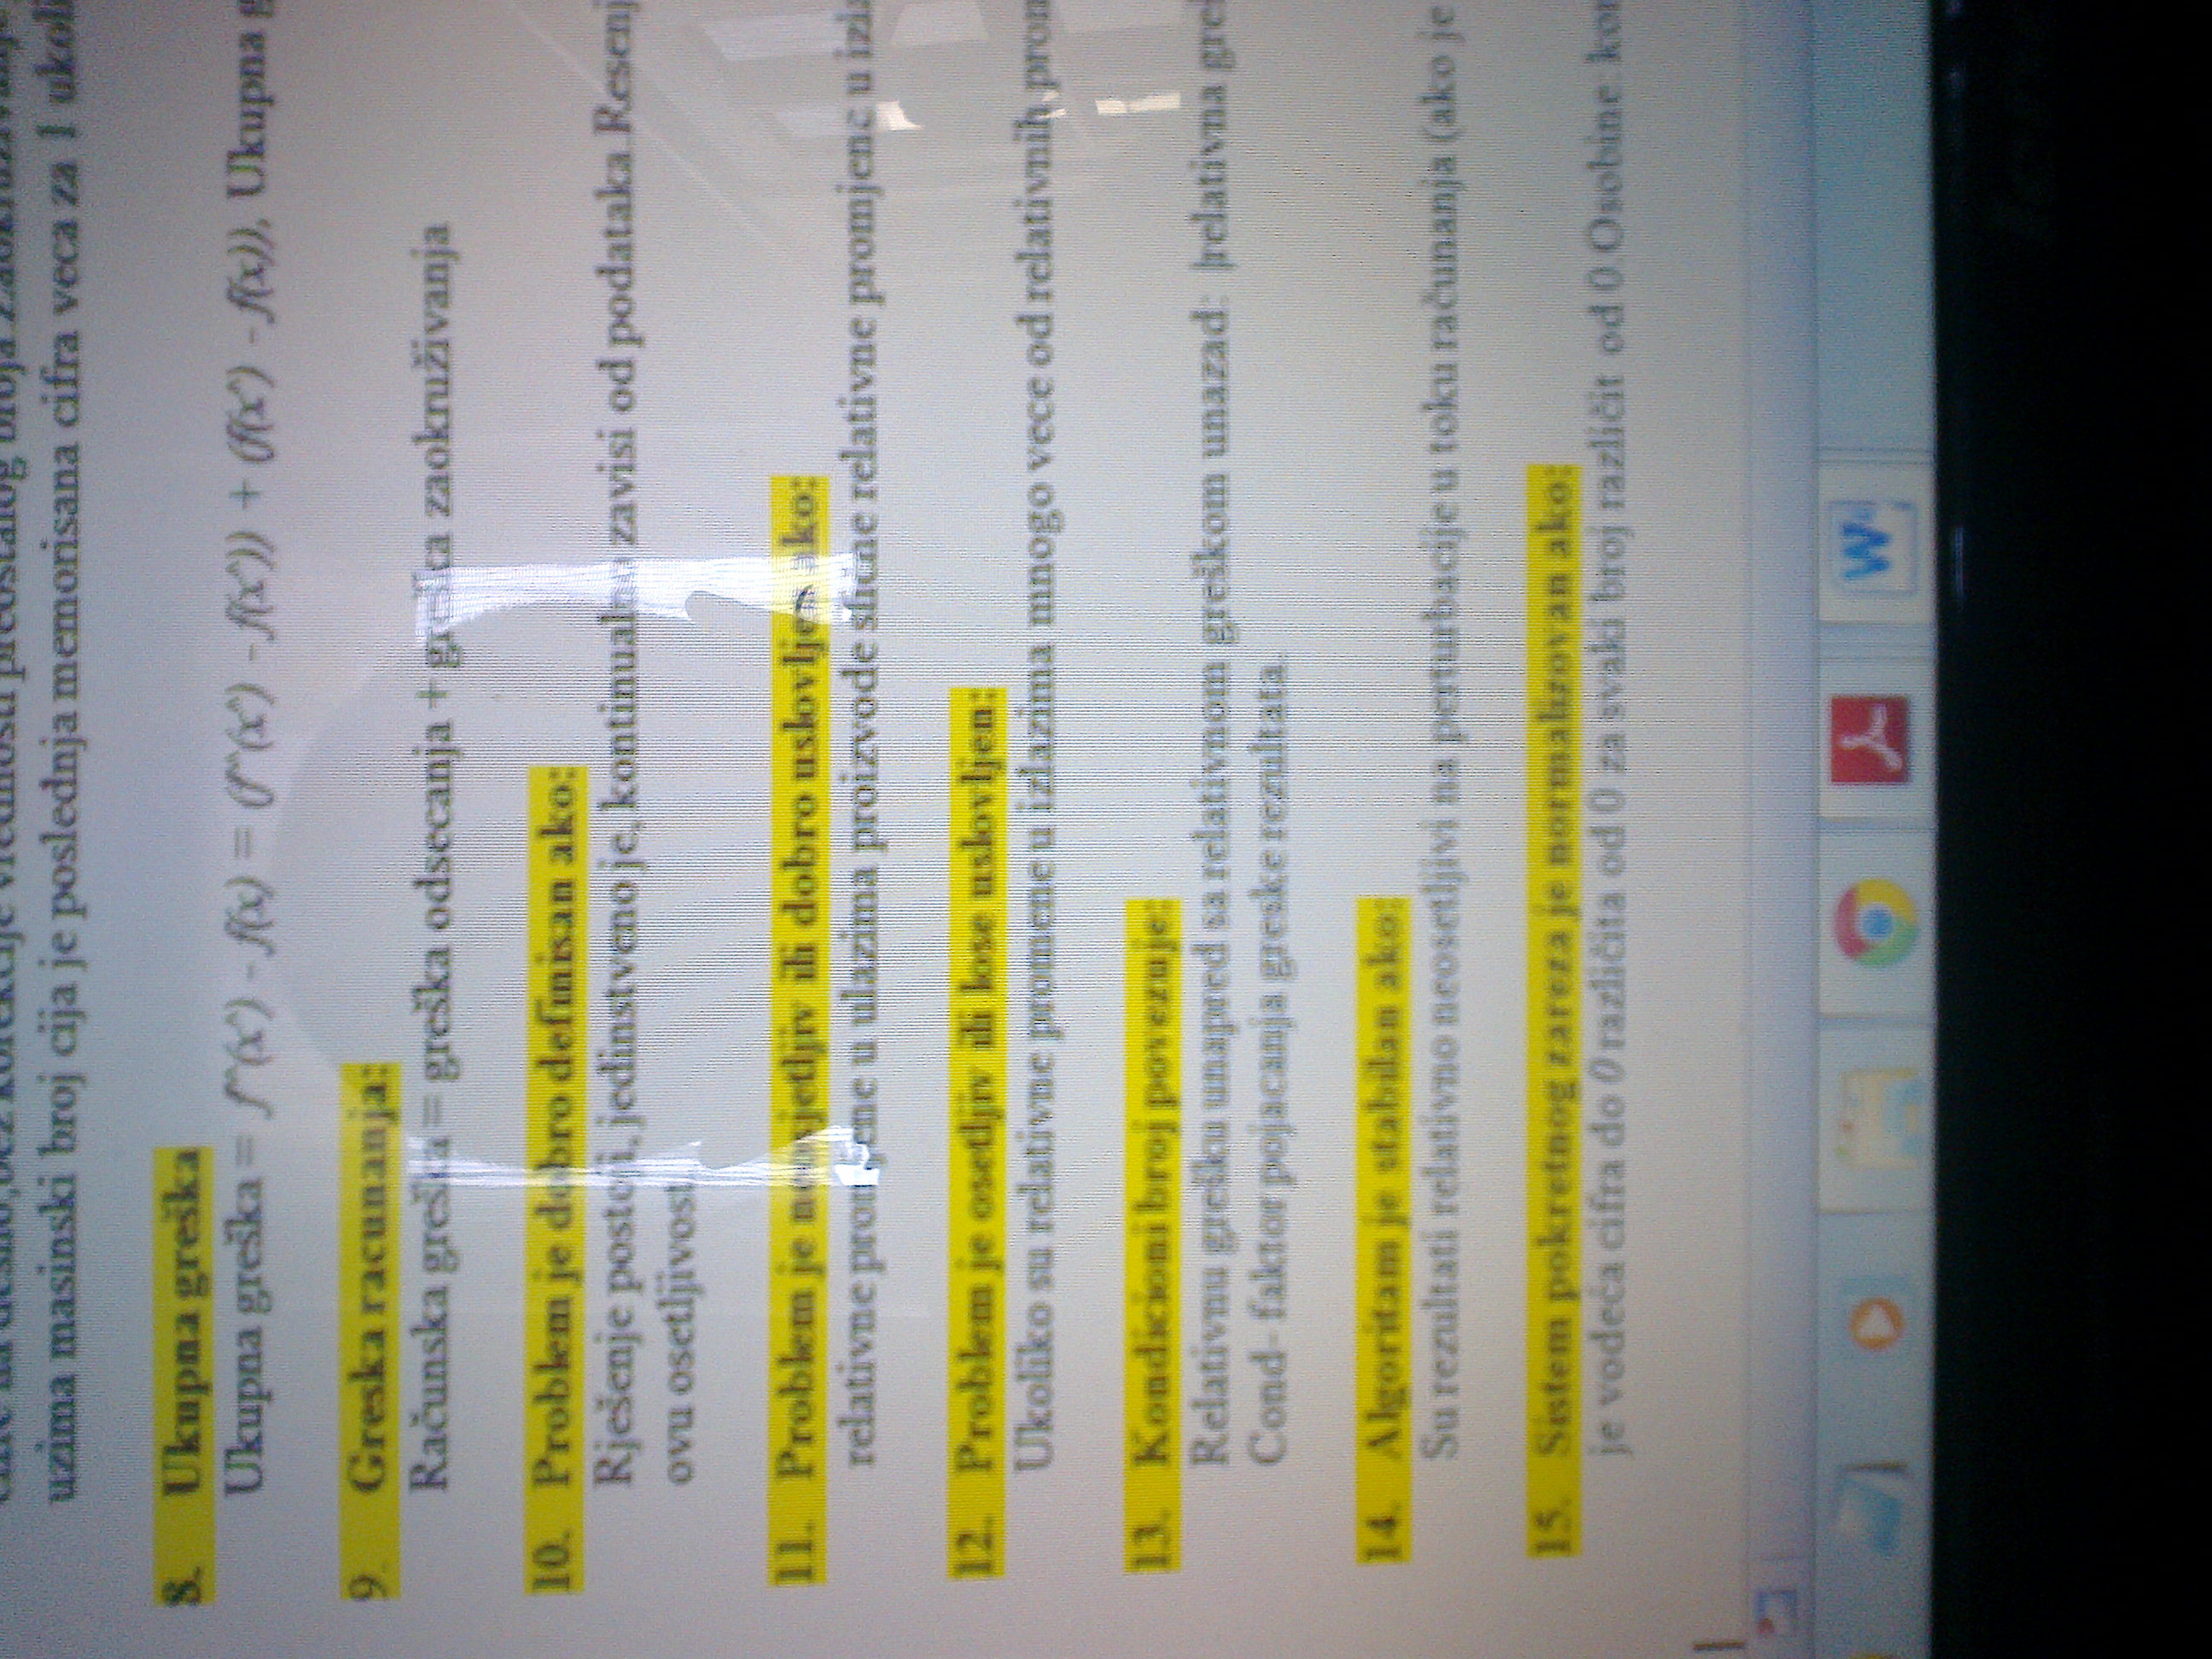 uzima masinski broj cija je poslednja memorisana cifra veca za 1
8. Ukupna greška
Ukupna greška = f^(x^) - f(x) = (f^(x^) - f(x^)) + (f(x^) - f(x)), Ukupna
9. Greska racunanja:
Računska greška = greška odsecanja + greška zaokruživanja
10. Problem je dobro definisan ako:
Rješenje postoji, jedinstveno je, kontinualno zavisi od podataka. Resenj
ovu osetljivost
11. Problem je neosjetljiv ili dobro uslovljen ako:
relativne promjene u ulazima proizvode slične relativne promjene u izla
12. Problem je osetljiv ili lose uslovljen:
Ukoliko su relativne promene u izlazima mnogo vece od relativnih prom
13. Kondicioni broj povezuje:
Relativnu grešku unapred sa relativnom greškom unazad: |relativna greš
Cond- faktor pojacanja greske rezultata.
14. Algoritam je stabilan ako:
Su rezultati relativno neosetljivi na perturbacije u toku računanja (ako je
15. Sistem pokretnog zareza je normalizovan ako:
je vodeća cifra do 0 različita od 0 za svaki broj različit od 0. Osobine: kor
W